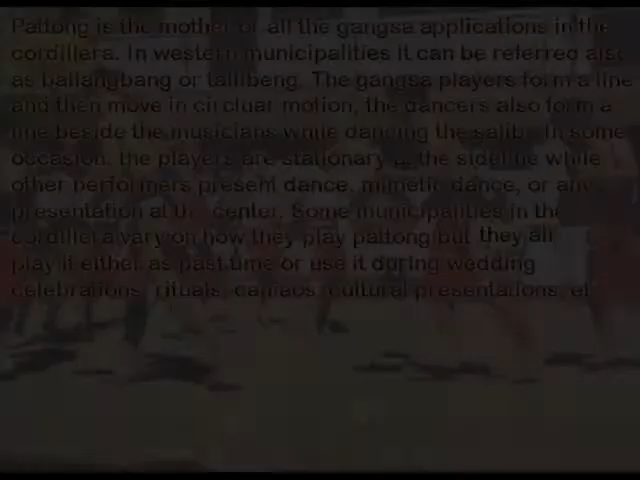 Pattong is the mother of all the gangsa applications in the
cordillera. In western municipalities it can be referred also
as ballangbang or tallibeng. The gangsa players form a line
and then move in circluar motion, the dancers also form a
line beside the musicians while dancing the salibi. In some
occasion, the players are stationary at the sideline while
other performers present dance, mimetic dance, or any
presentation at the center. Some municipalities in the
cordillera vary on how they play pattong but they all
play it either as past time or use it during wedding
celebrations, rituals, cultural presentations,